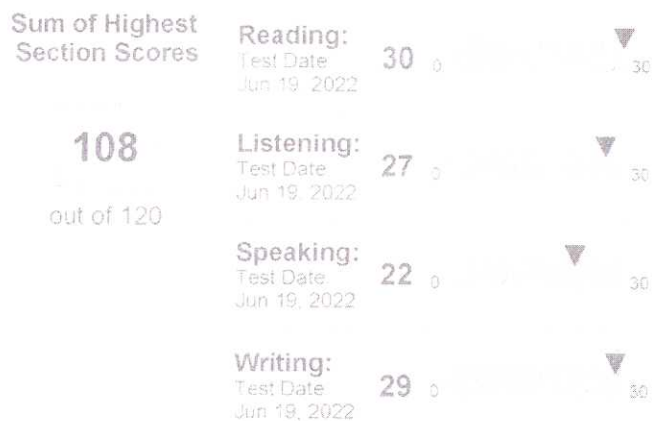 Sum of Highest
Section Scores
108
out of 120
Reading:
Test Date
Jun 19, 2022
30
0
30
Listening:
Test Date
Jun 19, 2022
27
0
30
Speaking:
Test Date
Jun 19, 2022
22
0
30
Writing:
Test Date
Jun 19, 2022
29
0
30